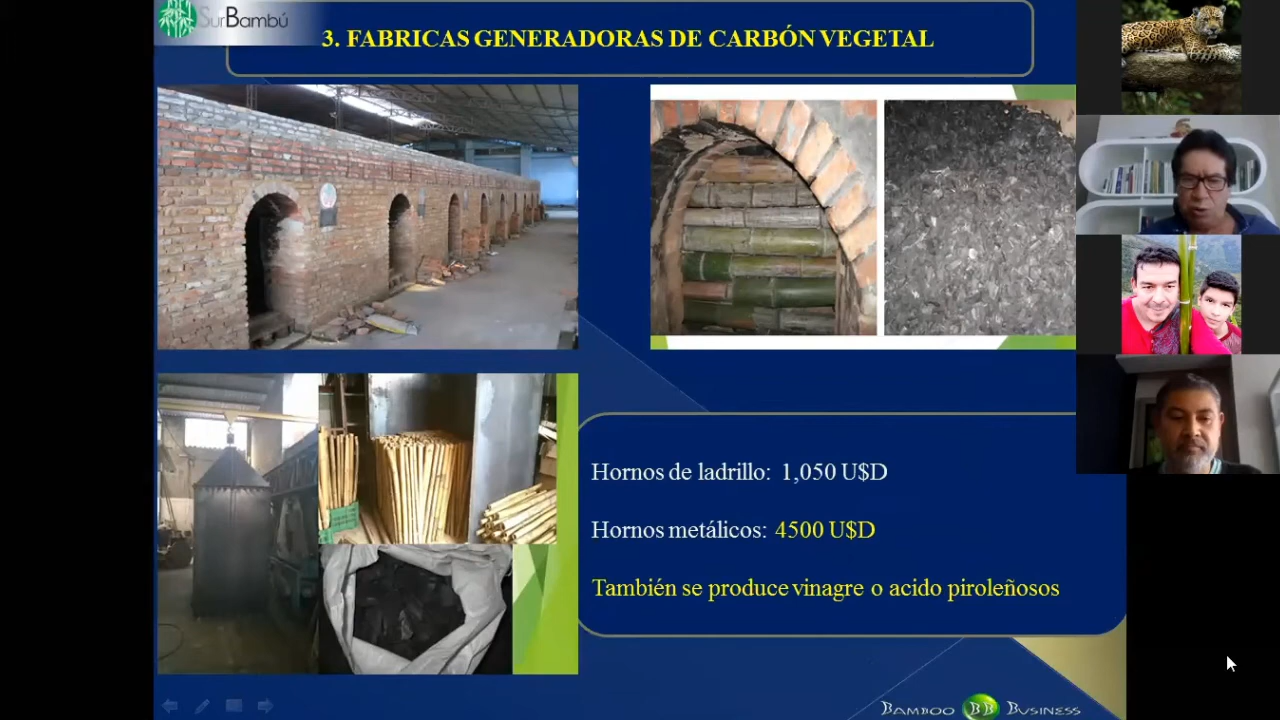 SurBambú
3. FABRICAS GENERADORAS DE CARBÓN VEGETAL
Hornos de ladrillo: 1,050 U$D
Hornos metálicos: 4500 U$D
También se produce vinagre o acido piroleñosos
BAMBOO BB BUSINESS